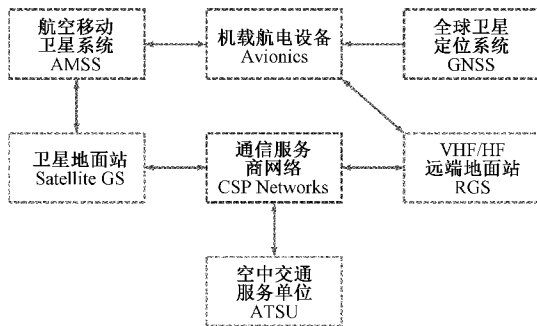 航空移动
卫星系统
AMSS
机载航电设备
Avionics
全球卫星
定位系统
GNSS
卫星地面站
Satellite GS
通信服务
商网络
CSP Networks
VHF/HF
远端地面站
RGS
空中交通
服务单位
ATSU